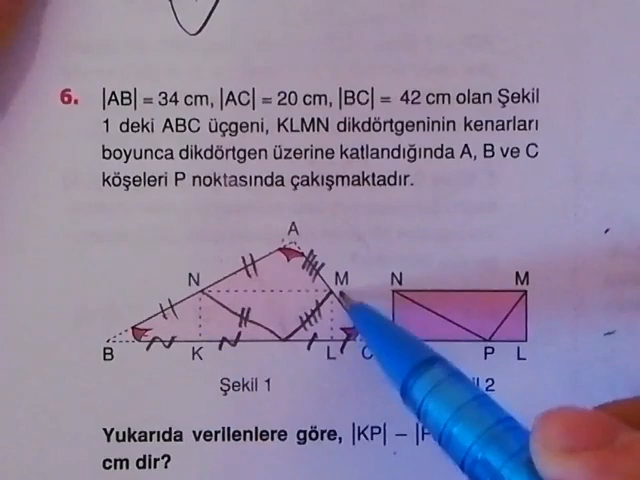 6. |AB| = 34 cm, |AC| = 20 cm, |BC| = 42 cm olan Şekil
1 deki ABC üçgeni, KLMN dikdörtgeninin kenarları
boyunca dikdörtgen üzerine katlandığında A, B ve C
köşeleri P noktasında çakışmaktadır.
A
N M N M
B K L C P L
Şekil 1 2
Yukarıda verilenlere göre, |KP| –
cm dir?